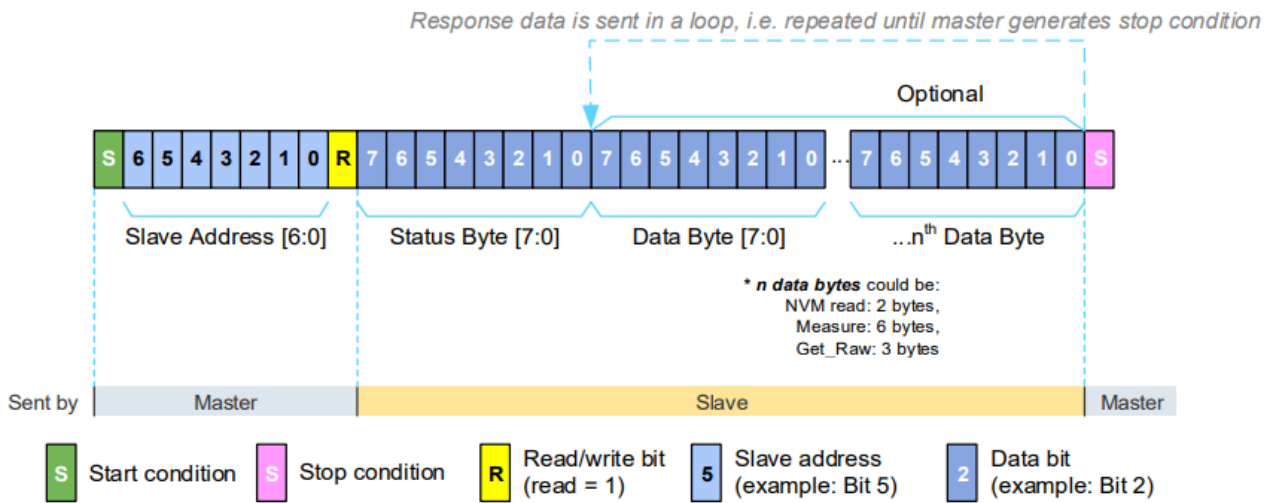 Response data is sent in a loop, i.e. repeated until master generates stop condition
Optional
S 6 5 4 3 2 1 0 R 7 6 5 4 3 2 1 0 7 6 5 4 3 2 1 0 ... 7 6 5 4 3 2 1 0 S
Slave Address [6:0] Status Byte [7:0] Data Byte [7:0] ...nth Data Byte
* n data bytes could be:
NVM read: 2 bytes,
Measure: 6 bytes,
Get_Raw: 3 bytes
Sent by Master Slave Master
S Start condition S Stop condition R Read/write bit (read = 1) 5 Slave address (example: Bit 5) 2 Data bit (example: Bit 2)